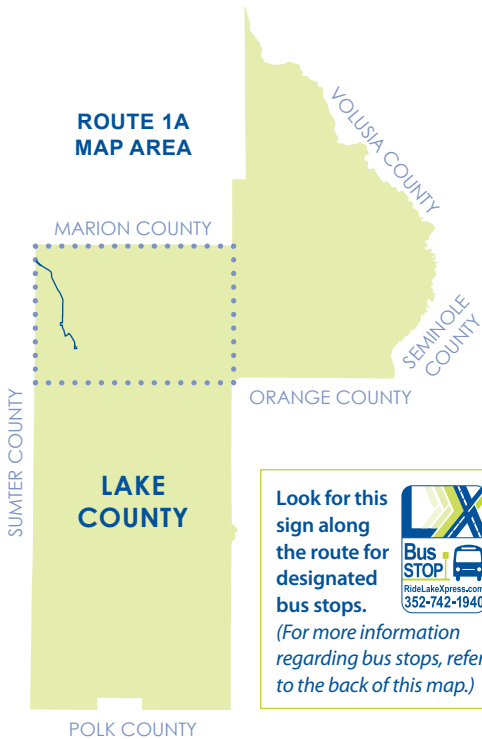 ROUTE 1A
MAP AREA
VOLUSIA COUNTY
MARION COUNTY
SEMINOLE
COUNTY
ORANGE COUNTY
SUMTER COUNTY
LAKE
COUNTY
Look for this
sign along
the route for
designated
bus stops.
(For more information
regarding bus stops, refer
to the back of this map.)
LX
Bus
STOP
RideLakeXpress.com
352-742-1940
POLK COUNTY